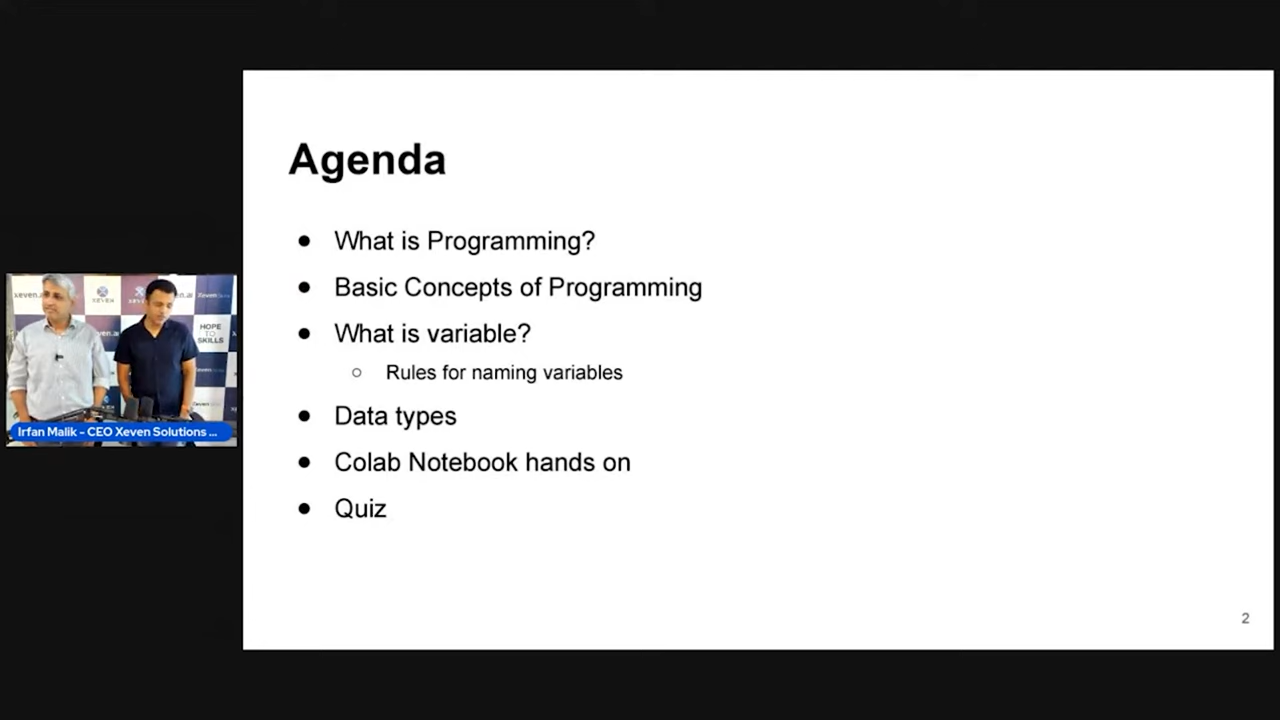 Agenda
● What is Programming?
● Basic Concepts of Programming
● What is variable?
○ Rules for naming variables
● Data types
● Colab Notebook hands on
● Quiz
2
XEVEN
HOPE
TO
SKILLS
Irfan Malik - CEO Xeven Solutions ...